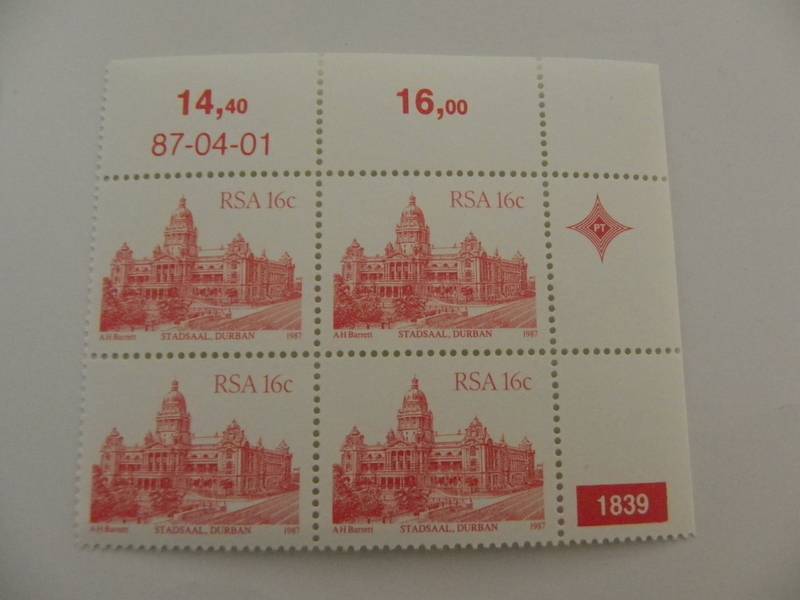 14,40 16,00
87-04-01
RSA 16c RSA 16c
PT
A H Barrett STADSAAL, DURBAN 1987 A H Barrett STADSAAL, DURBAN 1987
RSA 16c RSA 16c
1839
A H Barrett STADSAAL, DURBAN 1987 A H Barrett STADSAAL, DURBAN 1987